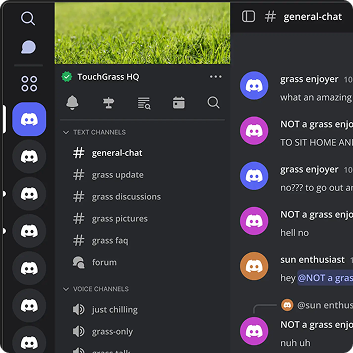 general-chat
TouchGrass HQ
TEXT CHANNELS
general-chat
grass update
grass discussions
grass pictures
grass faq
forum
VOICE CHANNELS
just chilling
grass-only
grass talk
grass enjoyer 10
what an amazing
NOT a grass enjo
TO SIT HOME AN
grass enjoyer 10
no??? to go out a
NOT a grass enjo
hell no
sun enthusiast 1
hey @NOT a gras
@sun enthus
NOT a grass enjo
nuh uh